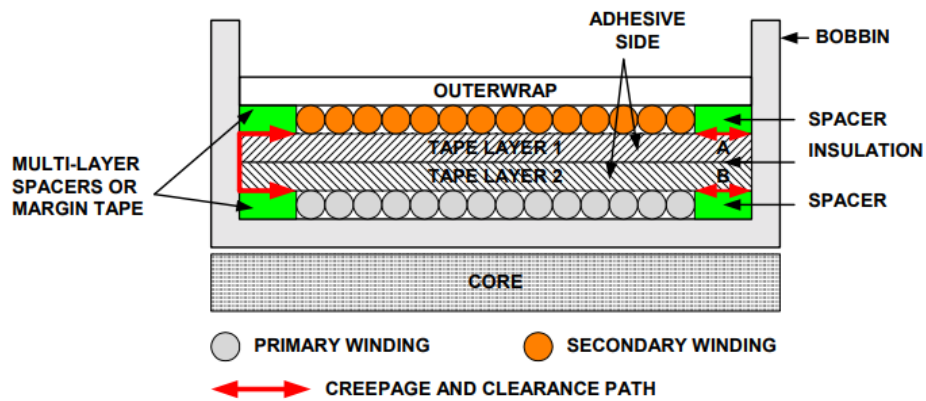 ADHESIVE
SIDE
BOBBIN
OUTERWRAP
SPACER
TAPE LAYER 1
A
INSULATION
MULTI-LAYER
SPACERS OR
MARGIN TAPE
TAPE LAYER 2
B
SPACER
CORE
PRIMARY WINDING
SECONDARY WINDING
CREEPAGE AND CLEARANCE PATH